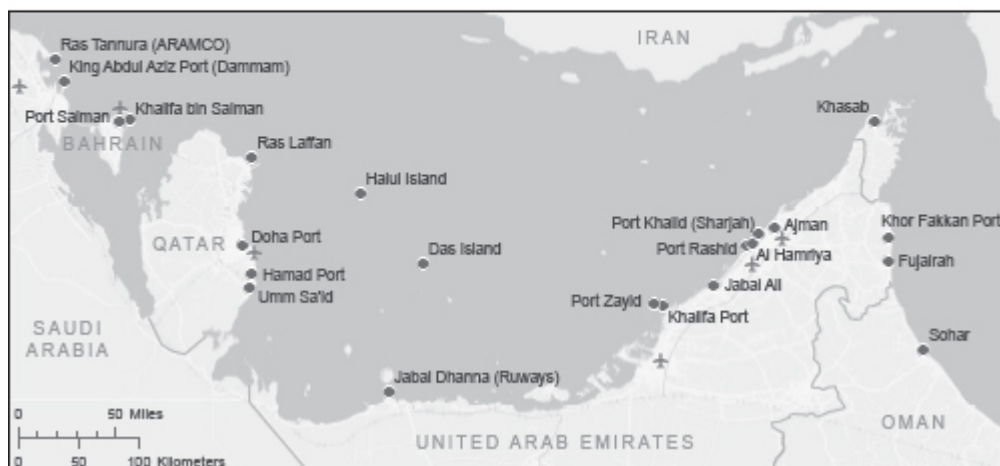 IRAN
Ras Tannura (ARAMCO)
King Abdul Aziz Port (Dammam)
Khalifa bin Salman
Port Salman
BAHRAIN
Khasab
Ras Laffan
Halul Island
Port Khalid (Sharjah)
Ajman
Khor Fakkan Port
QATAR
Doha Port
Das Island
Port Rashid
Al Hamriya
Fujairah
Hamad Port
Jabal Ali
Umm Sa'id
Port Zayid
Khalifa Port
SAUDI
ARABIA
Sohar
Jabal Dhanna (Ruways)
0 50 Miles
OMAN
UNITED ARAB EMIRATES
0 50 100 Kilometers